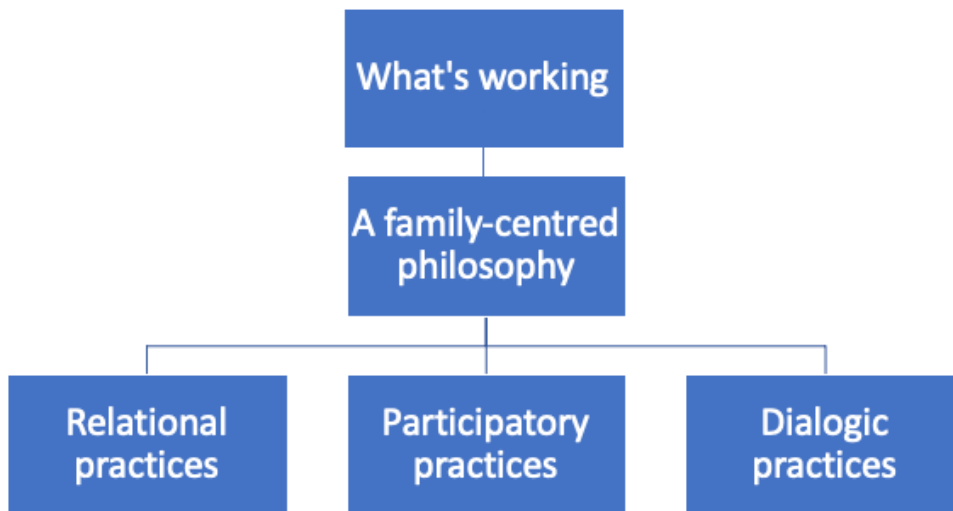 What's working
A family-centred
philosophy
Relational
practices
Participatory
practices
Dialogic
practices